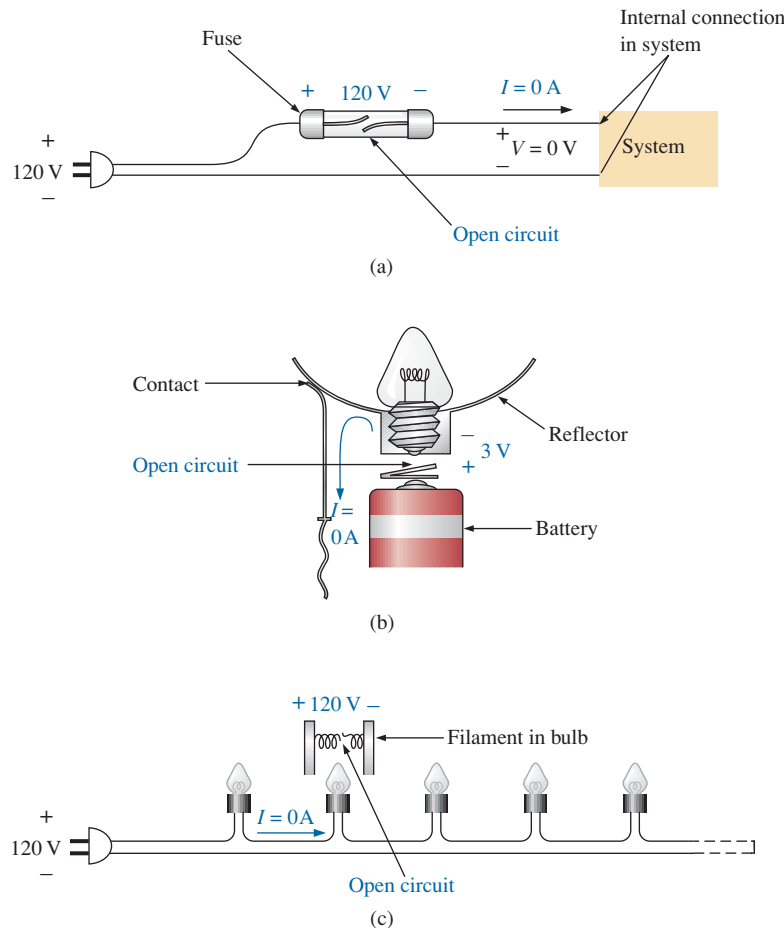 Internal connection
in system
Fuse
+ 120 V –
I = 0 A
+
120 V
–
+
V = 0 V
–
System
Open circuit
(a)
Contact
Reflector
–
3 V
+
Open circuit
I =
0 A
Battery
(b)
+ 120 V –
Filament in bulb
I = 0 A
+
120 V
–
Open circuit
(c)